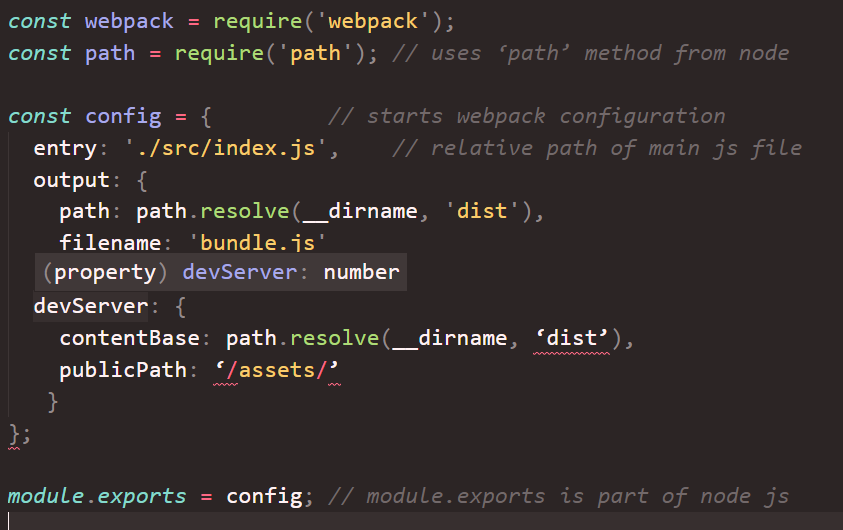 const webpack = require('webpack');
const path = require('path'); // uses ‘path’ method from node
const config = { // starts webpack configuration
entry: './src/index.js', // relative path of main js file
output: {
path: path.resolve(__dirname, 'dist'),
filename: 'bundle.js'
(property) devServer: number
devServer: {
contentBase: path.resolve(__dirname, ‘dist’),
publicPath: ‘/assets/’
}
};
module.exports = config; // module.exports is part of node js